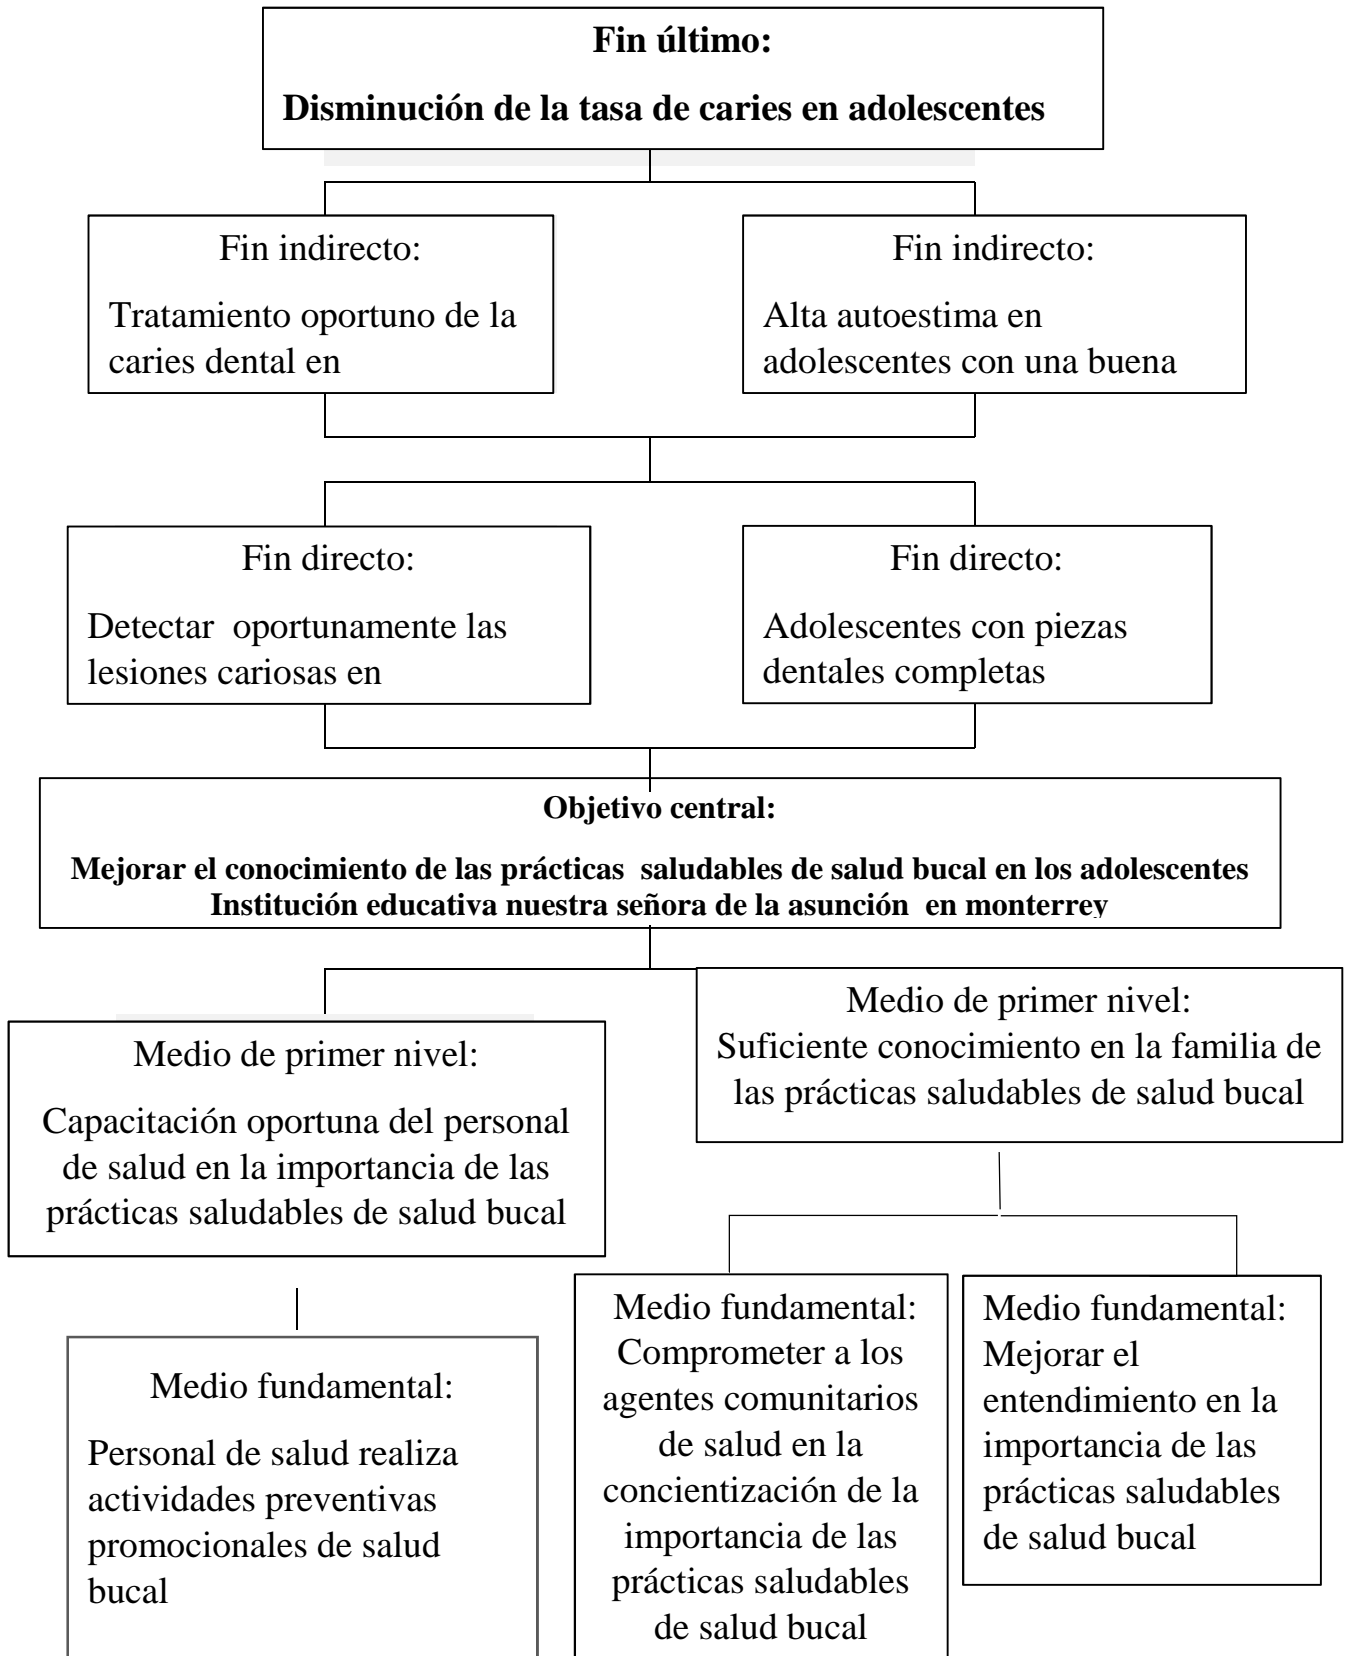 Fin último:
Disminución de la tasa de caries en adolescentes
Fin indirecto:
Tratamiento oportuno de la
caries dental en
Fin indirecto:
Alta autoestima en
adolescentes con una buena
Fin directo:
Detectar oportunamente las
lesiones cariosas en
Fin directo:
Adolescentes con piezas
dentales completas
Objetivo central:
Mejorar el conocimiento de las prácticas saludables de salud bucal en los adolescentes
Institución educativa nuestra señora de la asunción en monterrey
Medio de primer nivel:
Capacitación oportuna del personal
de salud en la importancia de las
prácticas saludables de salud bucal
Medio de primer nivel:
Suficiente conocimiento en la familia de
las prácticas saludables de salud bucal
Medio fundamental:
Personal de salud realiza
actividades preventivas
promocionales de salud
bucal
Medio fundamental:
Comprometer a los
agentes comunitarios
de salud en la
concientización de la
importancia de las
prácticas saludables
de salud bucal
Medio fundamental:
Mejorar el
entendimiento en la
importancia de las
prácticas saludables
de salud bucal